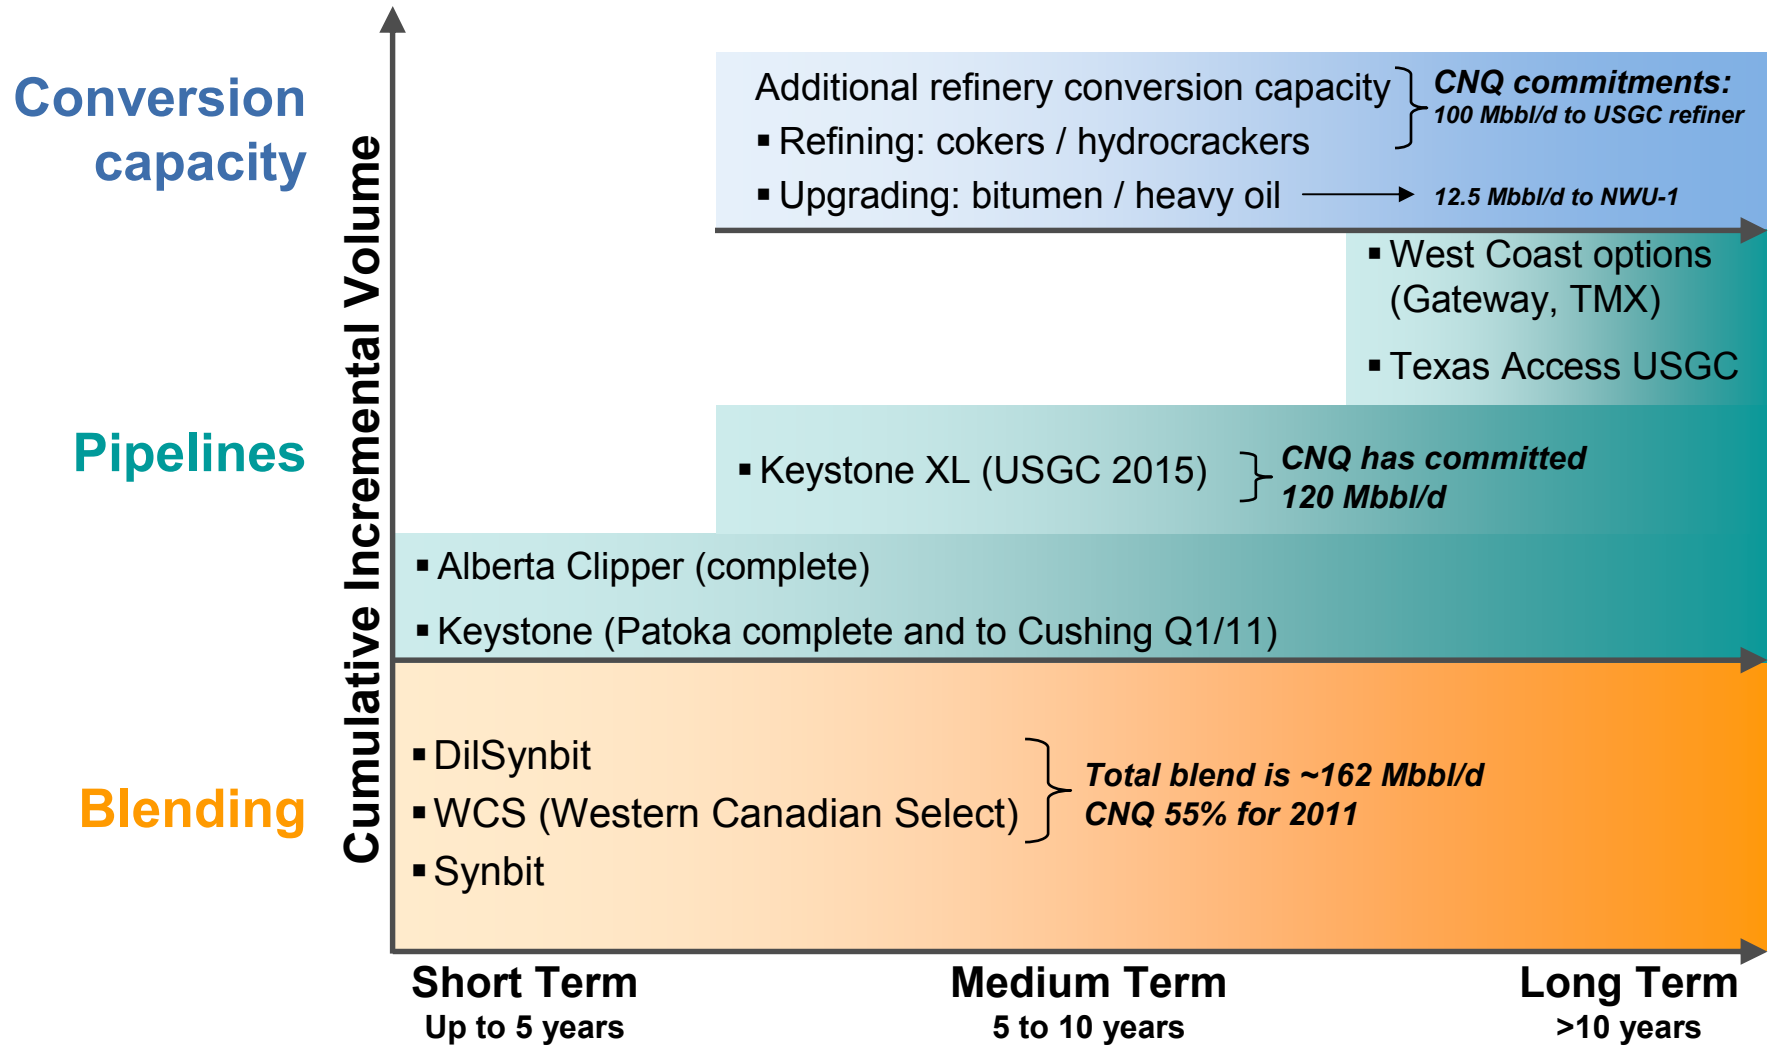 Conversion
capacity
Additional refinery conversion capacity
▪ Refining: cokers / hydrocrackers
▪ Upgrading: bitumen / heavy oil
CNQ commitments:
100 Mbbl/d to USGC refiner
12.5 Mbbl/d to NWU-1
Cumulative Incremental Volume
▪ West Coast options
(Gateway, TMX)
▪ Texas Access USGC
Pipelines
▪ Keystone XL (USGC 2015)
CNQ has committed
120 Mbbl/d
▪ Alberta Clipper (complete)
▪ Keystone (Patoka complete and to Cushing Q1/11)
Blending
▪ DilSynbit
▪ WCS (Western Canadian Select)
▪ Synbit
Total blend is ~162 Mbbl/d
CNQ 55% for 2011
Short Term
Up to 5 years
Medium Term
5 to 10 years
Long Term
>10 years